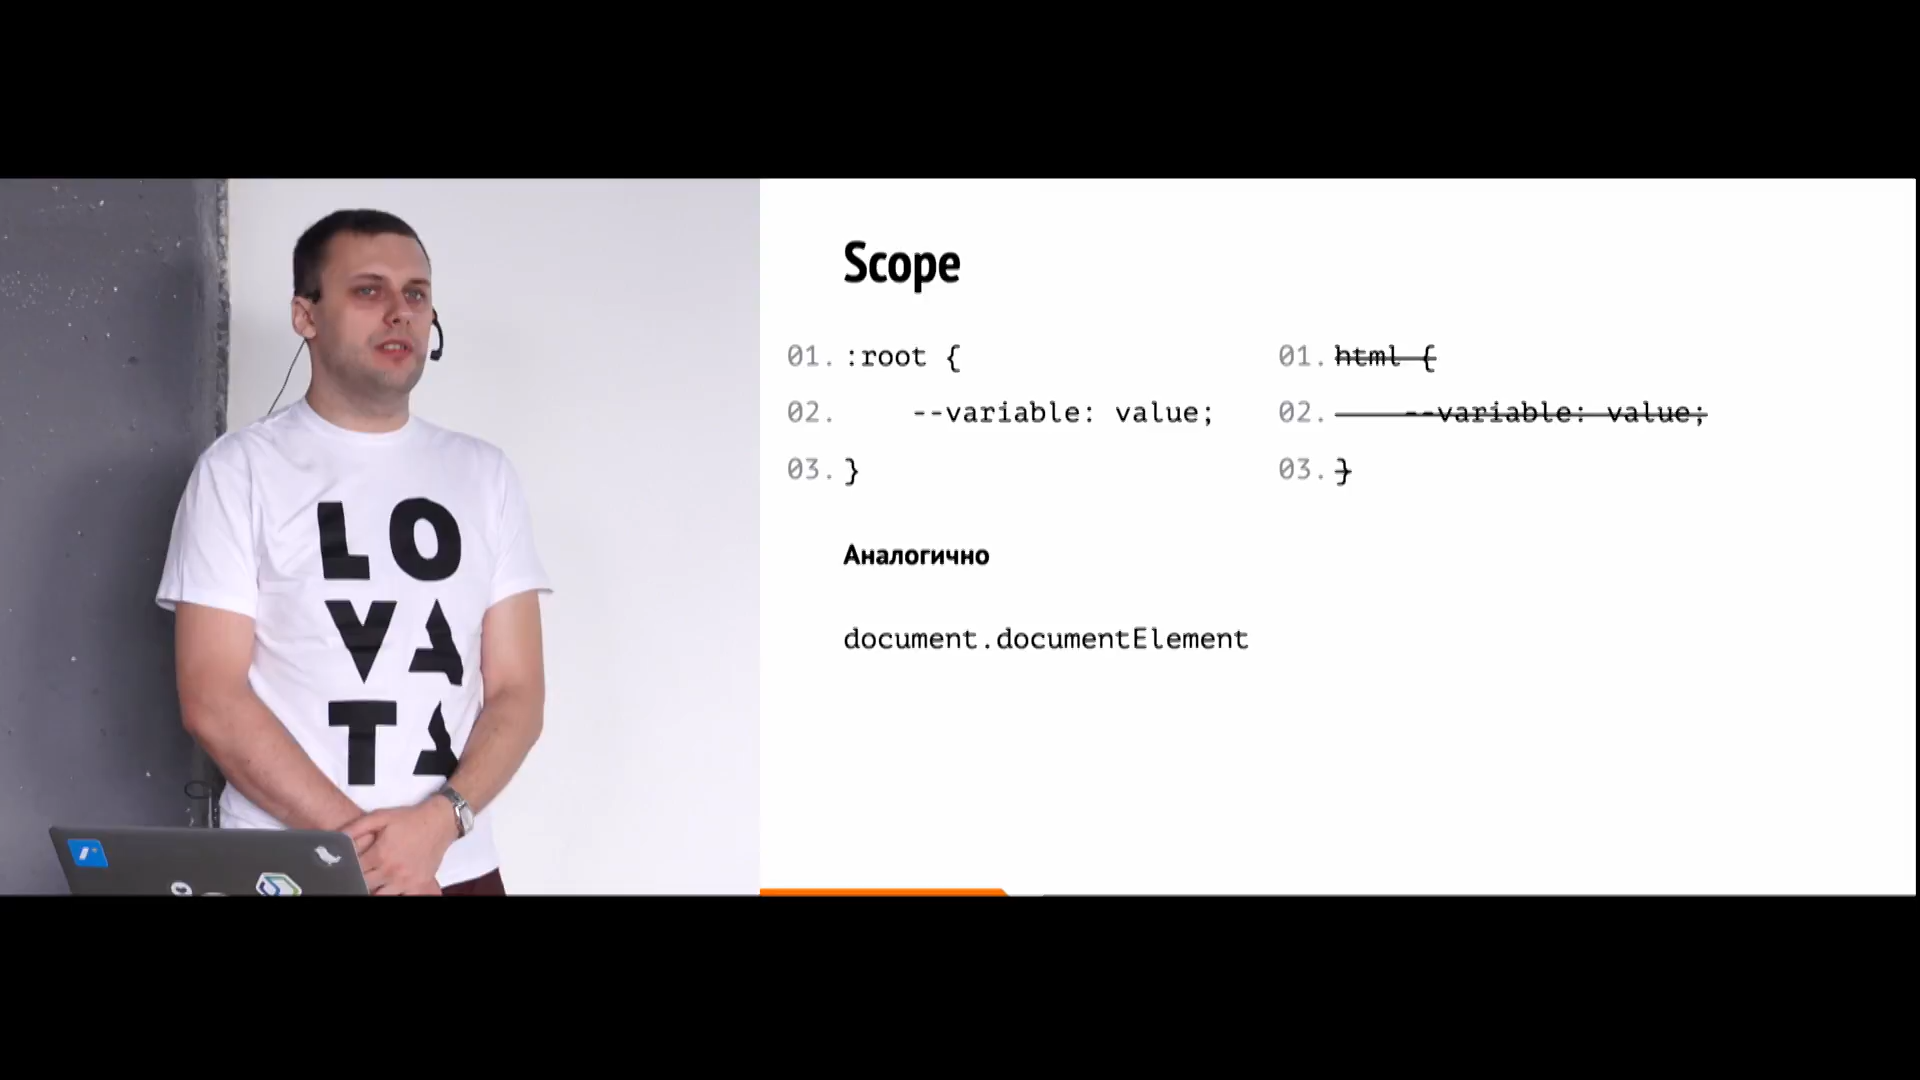 LO
VA
TA
Scope
01. :root {
02. --variable: value;
03. }
01. html {
02. --variable: value;
03. }
Аналогично
document.documentElement